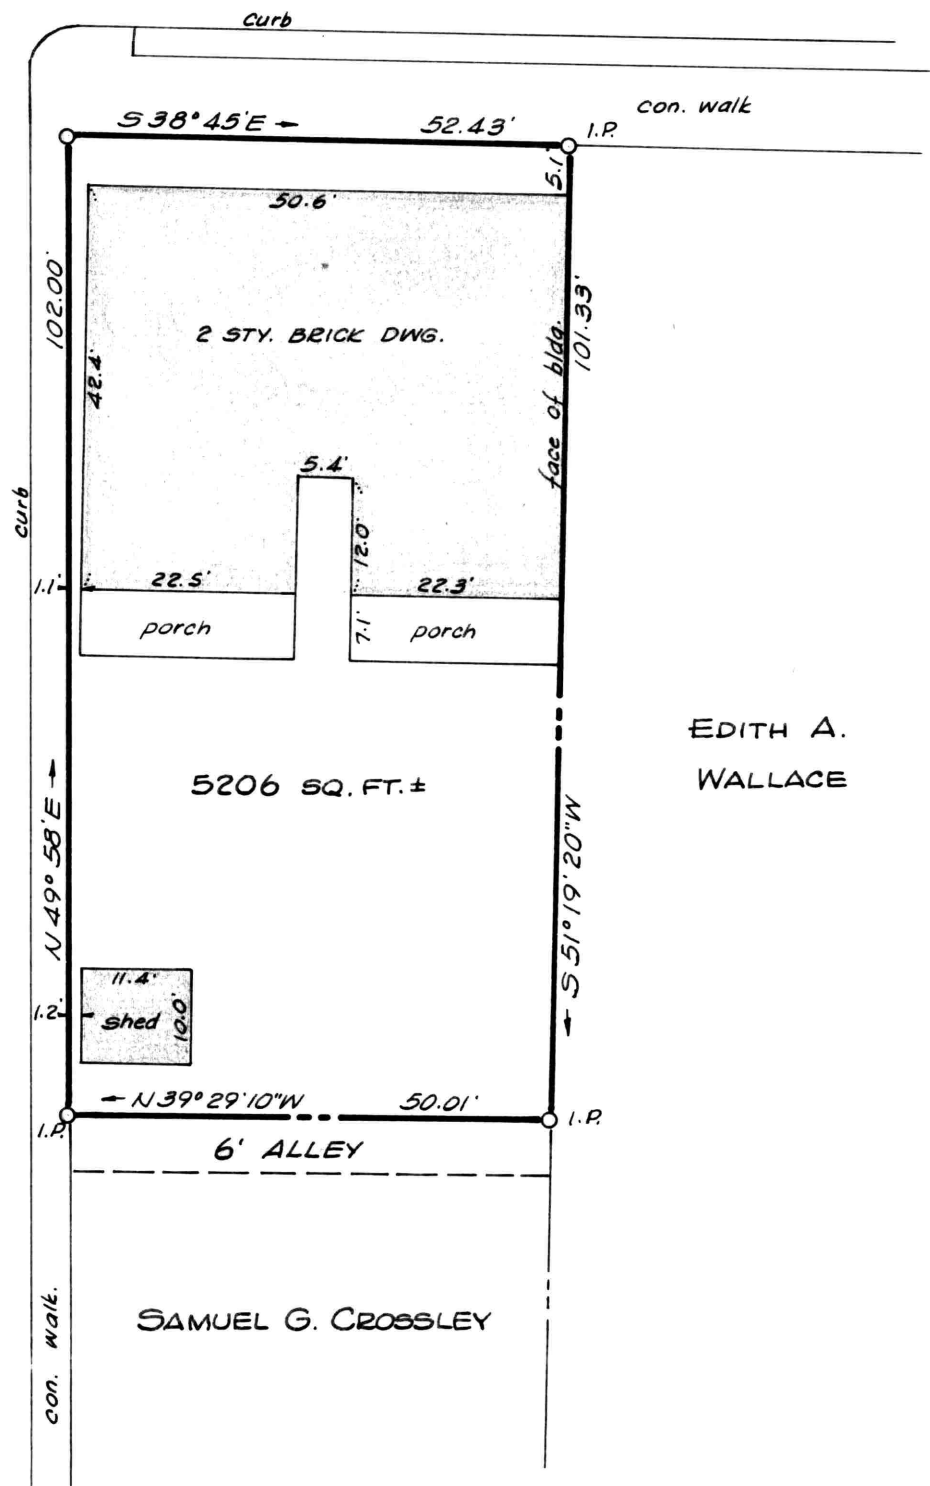 curb
con. walk
S 38° 45'E → 52.43' I.P.
5.1'
50.6'
102.00'
101.33'
2 STY. BRICK DWG.
42.4'
face of bldg.
5.4'
curb
12.0'
1.1'
22.5'
22.3'
porch
7.1'
porch
EDITH A.
WALLACE
5206 SQ. FT. ±
N 49° 58'E →
← S 51° 19' 20"W
11.4'
10.0'
1.2'
shed
← N 39° 29' 10"W 50.01'
I.P.
I.P.
6' ALLEY
SAMUEL G. CROSSLEY
con. walk.